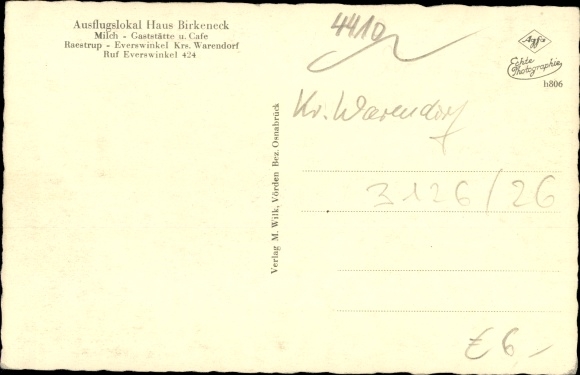 Ausflugslokal Haus Birkeneck
Milch - Gaststätte u. Cafe
Raestrup - Everswinkel Krs. Warendorf
Ruf Everswinkel 424
4410
Agfa
Echte
Photographie
h806
Kr. Warendorf
3126/26
Verlag M. Wilk, Vörden Bez. Osnabrück
€ 6,-